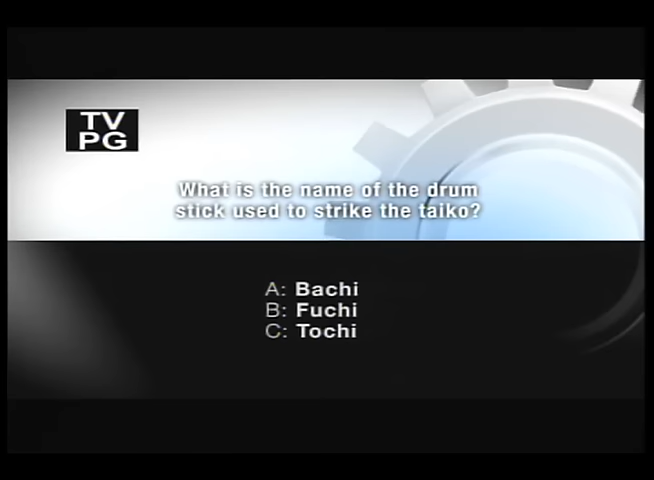 TV
PG
What is the name of the drum
stick used to strike the taiko?
A: Bachi
B: Fuchi
C: Tochi